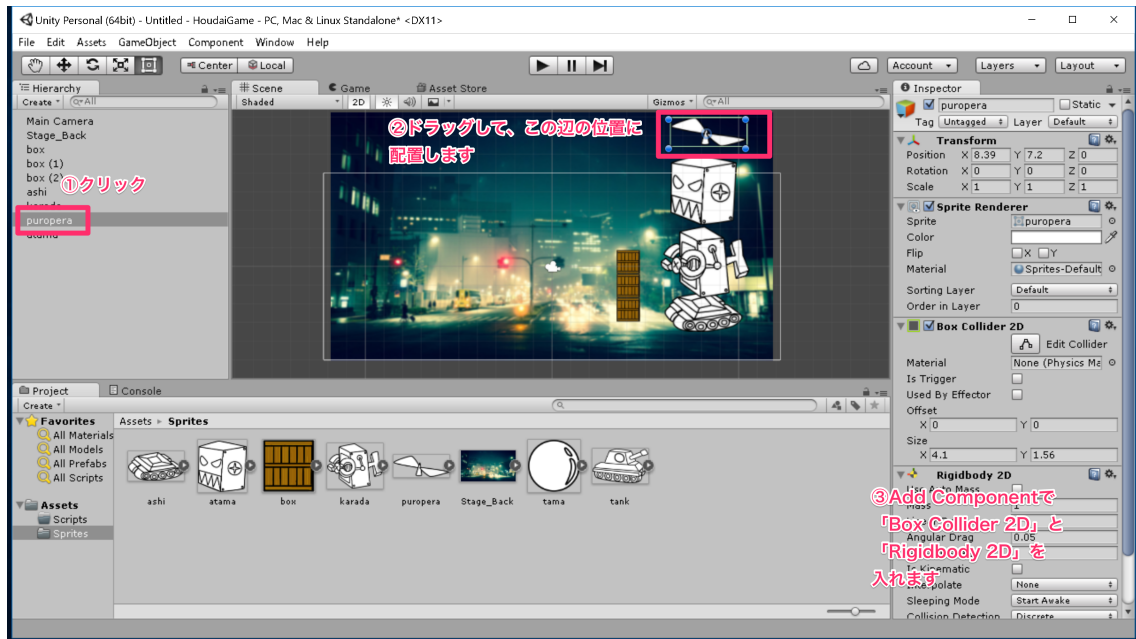 Unity Personal (64bit) - Untitled - HoudaiGame - PC, Mac & Linux Standalone* <DX11>
File Edit Assets GameObject Component Window Help
Center Local Account Layers Layout
Hierarchy
Create All
Main Camera
Stage_Back
box
box (1)
box (2)
ashi
puropera
atama
①クリック
Scene Game Asset Store
Shaded 2D Gizmos All
②ドラッグして、この辺の位置に
配置します
Inspector
puropera Static
Tag Untagged Layer Default
Transform
Position X 8.39 Y 7.2 Z 0
Rotation X 0 Y 0 Z 0
Scale X 1 Y 1 Z 1
Sprite Renderer
Sprite puropera
Color
Flip X Y
Material Sprites-Default
Sorting Layer Default
Order in Layer 0
Box Collider 2D
Edit Collider
Material None (Physics Ma
Is Trigger
Used By Effector
Offset
X 0 Y 0
Size
X 4.1 Y 1.56
Rigidbody 2D
Use Auto Mass
Mass 1
Angular Drag 0.05
Is Kinematic
Interpolate None
Sleeping Mode Start Awake
Collision Detection Discrete
③Add Componentで
「Box Collider 2D」と
「Rigidbody 2D」を
入れます
Project Console
Create
Favorites
All Materials
All Models
All Prefabs
All Scripts
Assets
Scripts
Sprites
Assets Sprites
ashi atama box karada puropera Stage_Back tama tank